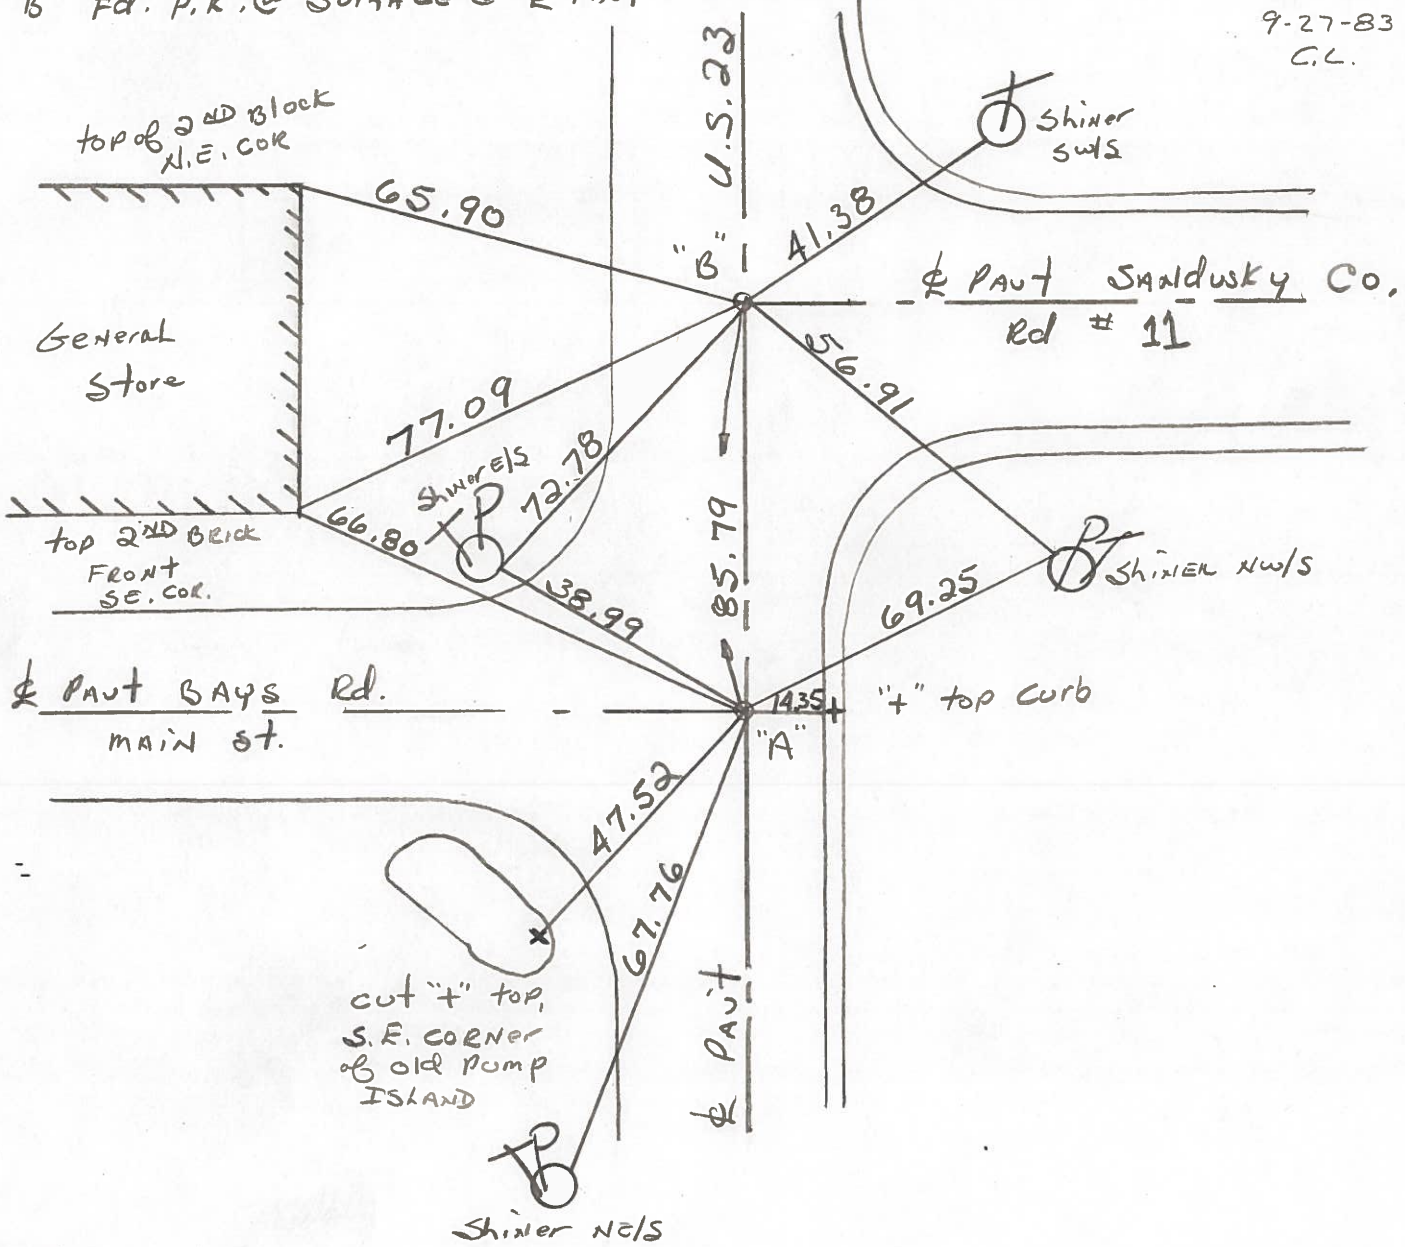 B Fd. P.K. @ SURFACE @
9-27-83
C.L.
U.S. 23
top of 2ND Block
N.E. COR
Shiner
SW/S
65.90
41.38
"B"
℄ PAVt SANdUSKy Co.
Rd # 11
General
Store
56.91
77.09
Shiner E/S
72.78
66.80
top 2ND BRick
FRONt
SE. COR.
85.79
Shiner NW/S
38.99
69.25
℄ PAVt BAYS Rd.
MAIN St.
14.35
"+" top Curb
"A"
47.52
67.76
cut "+" top,
S.E. CORNer
of old Pump
ISLAND
℄ PAVt
Shiner NE/S